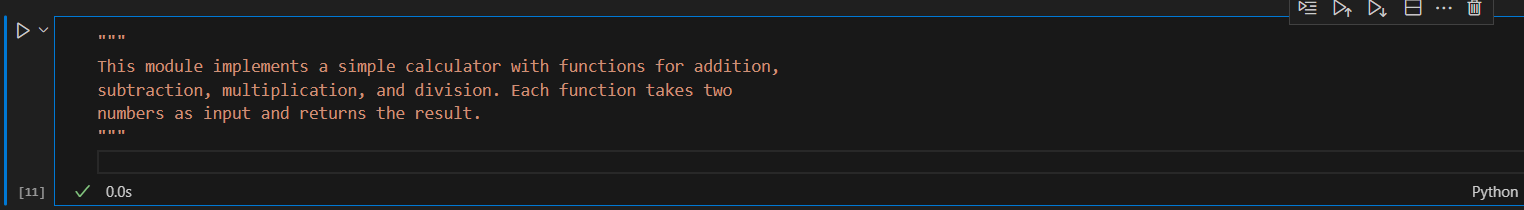 """
This module implements a simple calculator with functions for addition,
subtraction, multiplication, and division. Each function takes two
numbers as input and returns the result.
"""
[11]
0.0s
Python